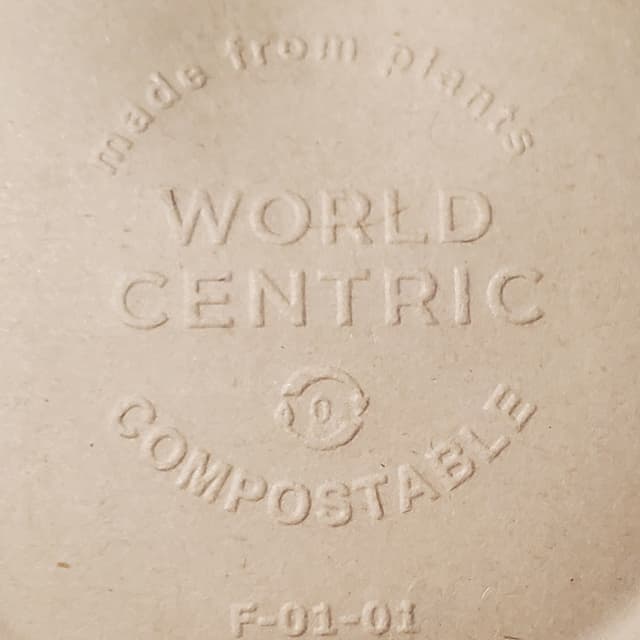 made from plants
WORLD
CENTRIC
COMPOSTABLE
F-01-01